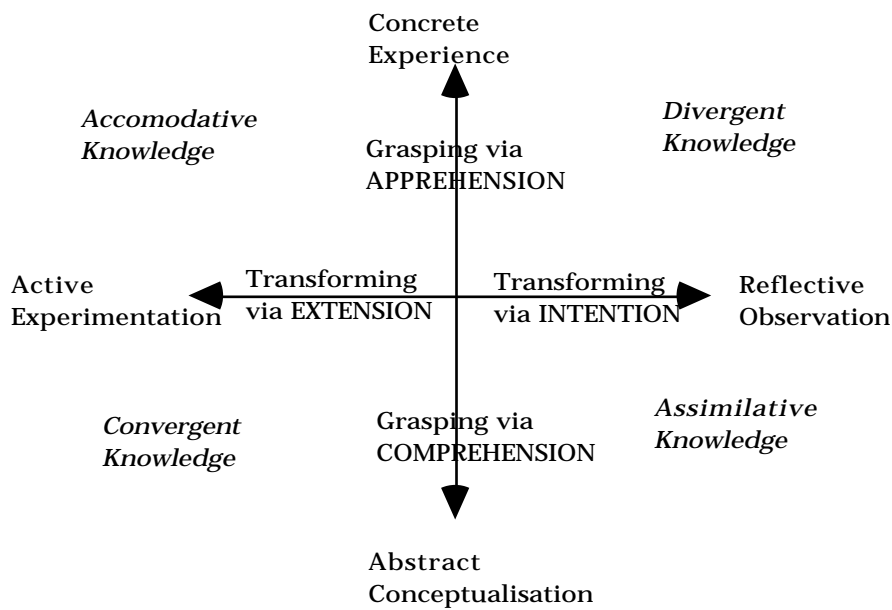 Concrete
Experience
Accomodative
Knowledge
Divergent
Knowledge
Grasping via
APPREHENSION
Active
Experimentation
Transforming
via EXTENSION
Transforming
via INTENTION
Reflective
Observation
Convergent
Knowledge
Grasping via
COMPREHENSION
Assimilative
Knowledge
Abstract
Conceptualisation